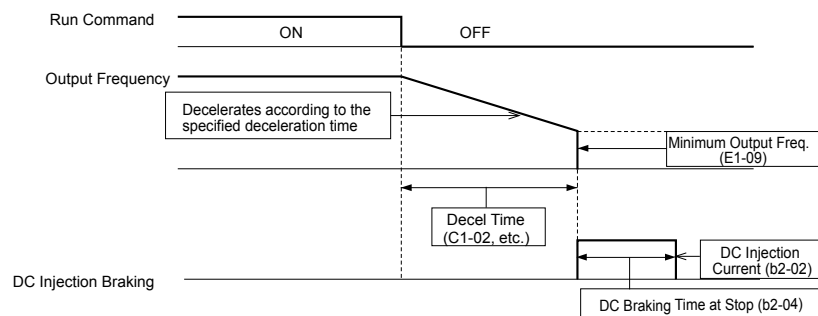 Run Command
ON
OFF
Output Frequency
Decelerates according to the
specified deceleration time
Minimum Output Freq.
(E1-09)
Decel Time
(C1-02, etc.)
DC Injection
Current (b2-02)
DC Injection Braking
DC Braking Time at Stop (b2-04)